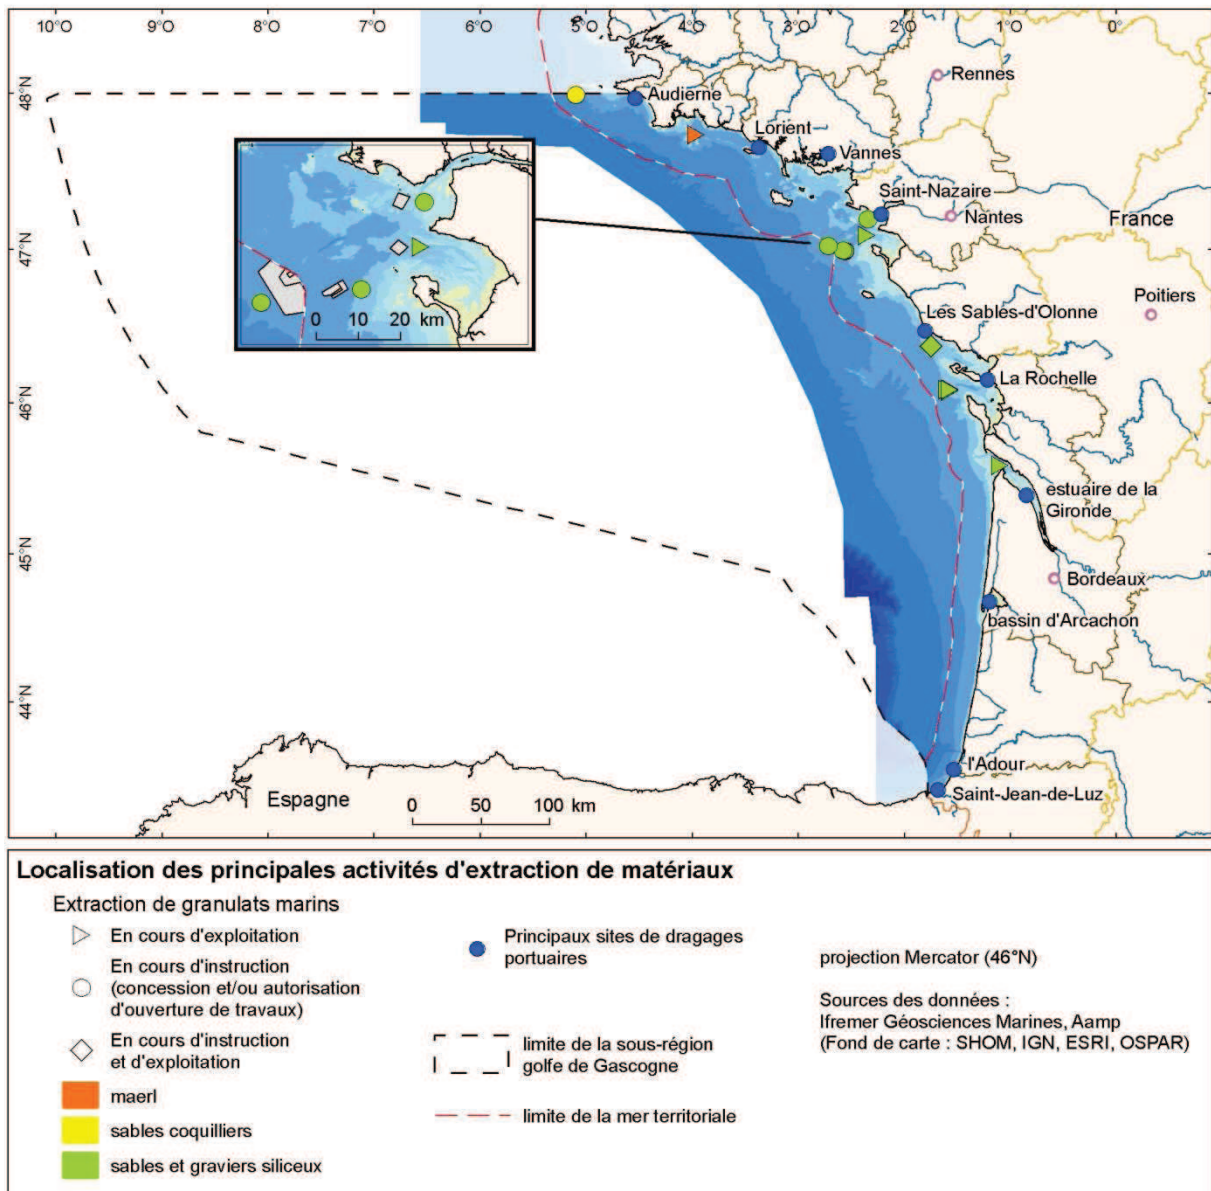 10°O 9°O 8°O 7°O 6°O 5°O 4°O 3°O 2°O 1°O 0°
48°N
47°N
46°N
45°N
44°N
Rennes
Audierne
Lorient
Vannes
Saint-Nazaire
Nantes
France
Poitiers
Les Sables-d'Olonne
La Rochelle
estuaire de la
Gironde
Bordeaux
bassin d'Arcachon
l'Adour
Saint-Jean-de-Luz
Espagne
0 10 20 km
0 50 100 km
Localisation des principales activités d'extraction de matériaux
Extraction de granulats marins
En cours d'exploitation
En cours d'instruction
(concession et/ou autorisation
d'ouverture de travaux)
En cours d'instruction
et d'exploitation
maerl
sables coquilliers
sables et graviers siliceux
Principaux sites de dragages
portuaires
limite de la sous-région
golfe de Gascogne
limite de la mer territoriale
projection Mercator (46°N)
Sources des données :
Ifremer Géosciences Marines, Aamp
(Fond de carte : SHOM, IGN, ESRI, OSPAR)